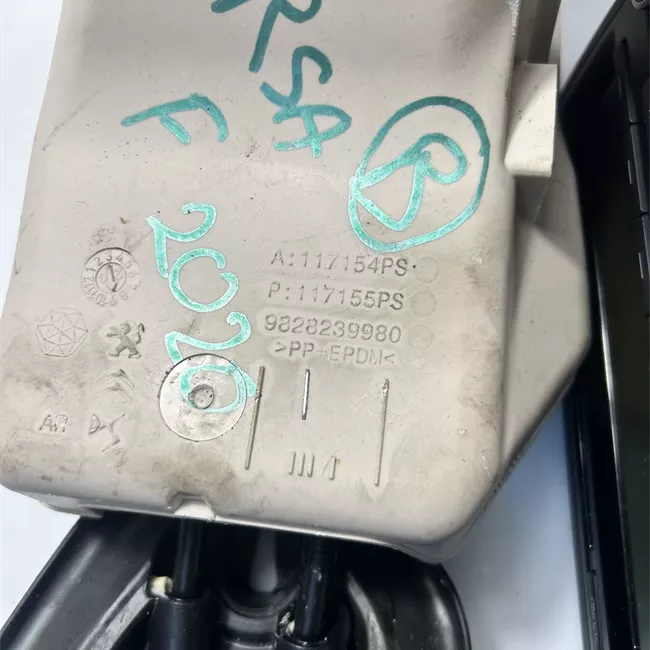 RSA
F
R
2020
A:117154PS
P:117155PS
9828239980
>PP+EPDM<